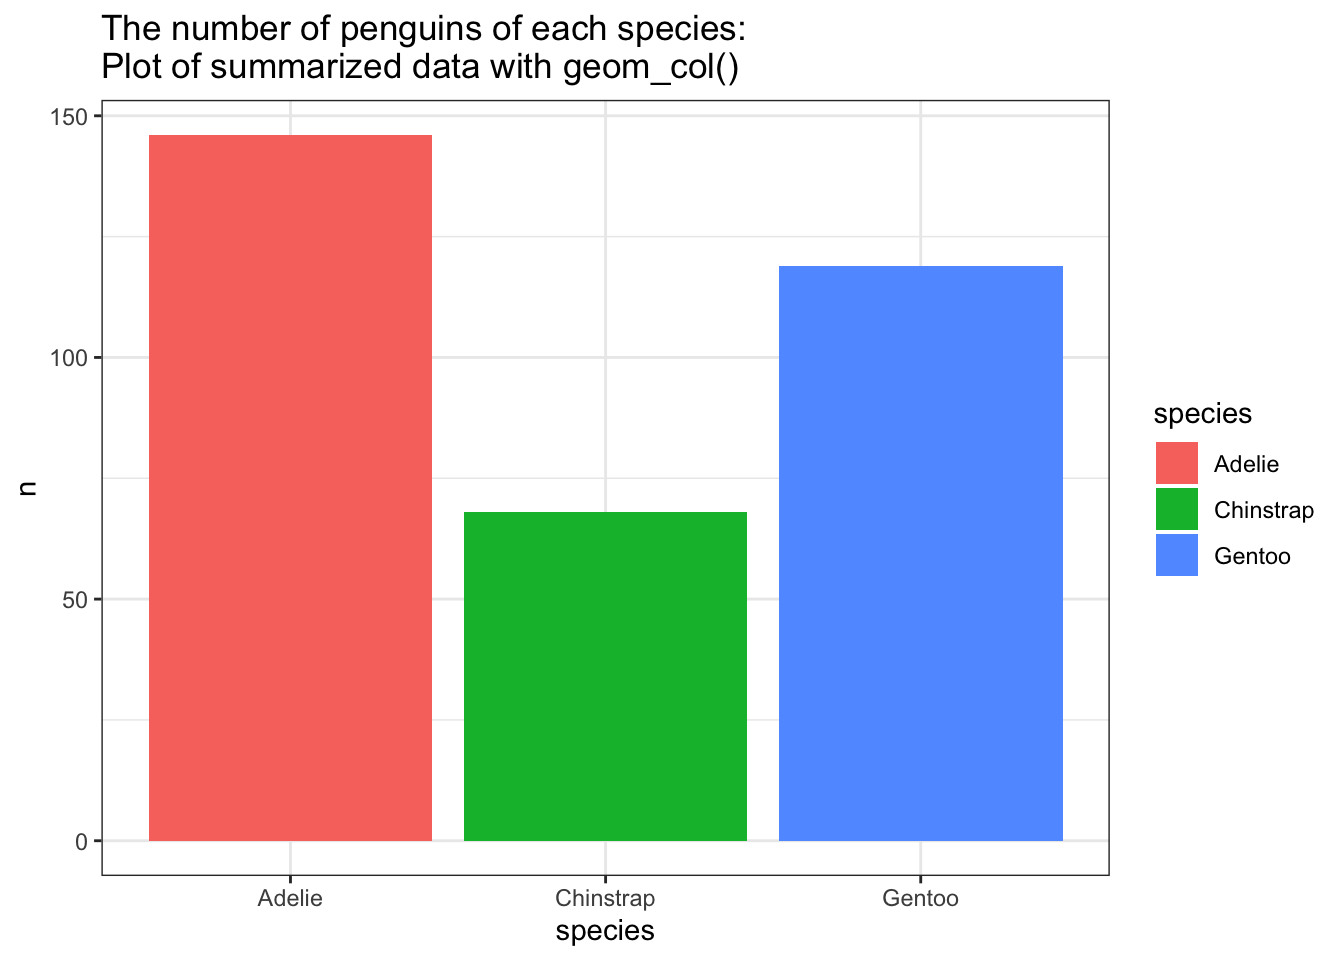 The number of penguins of each species:
Plot of summarized data with geom_col()
150
100
50
0
n
Adelie
Chinstrap
Gentoo
species
species
Adelie
Chinstrap
Gentoo